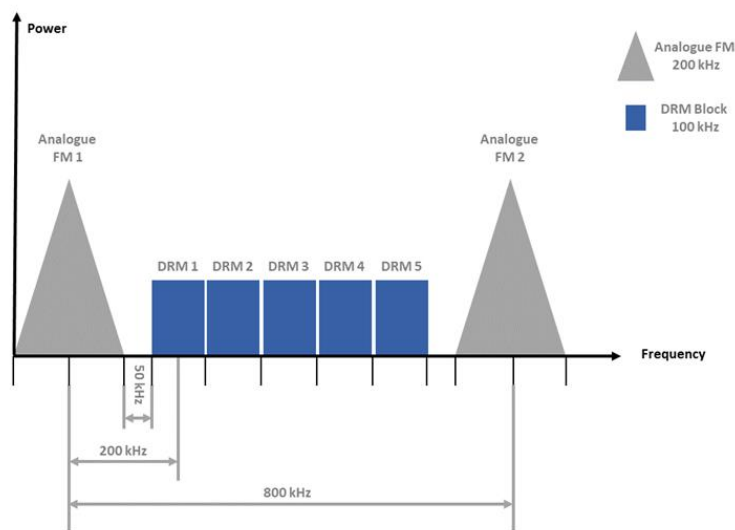 Power
Analogue FM
200 kHz
DRM Block
100 kHz
Analogue
FM 1
Analogue
FM 2
DRM 1
DRM 2
DRM 3
DRM 4
DRM 5
Frequency
50 kHz
200 kHz
800 kHz